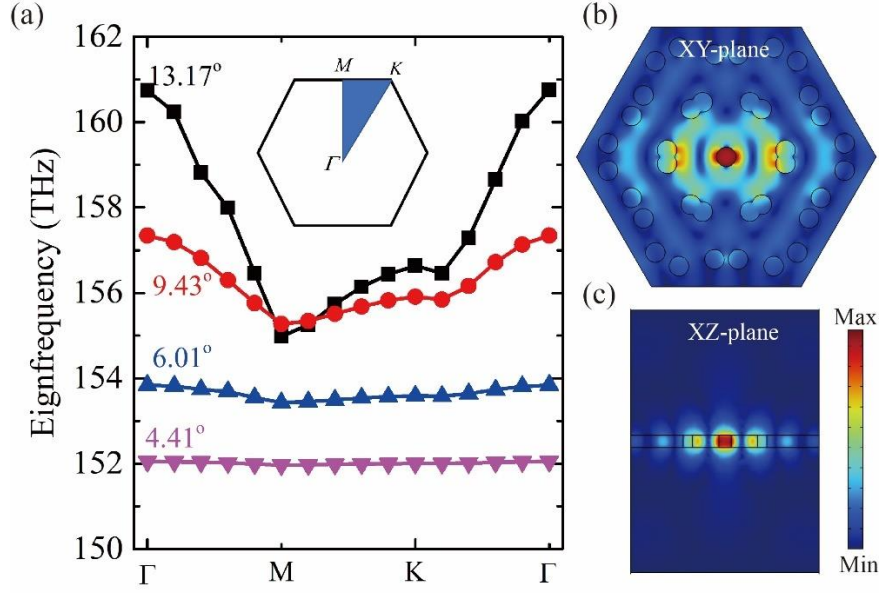 (a)
Eignfrequency (THz)
162
160
158
156
154
152
150
13.17°
9.43°
6.01°
4.41°
M
K
Γ
Γ
M
K
Γ
(b)
XY-plane
(c)
XZ-plane
Max
Min